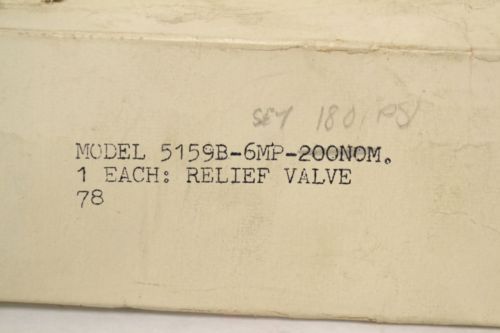 SET 180 PSI
MODEL 5159B-6MP-200NOM.
1 EACH: RELIEF VALVE
78